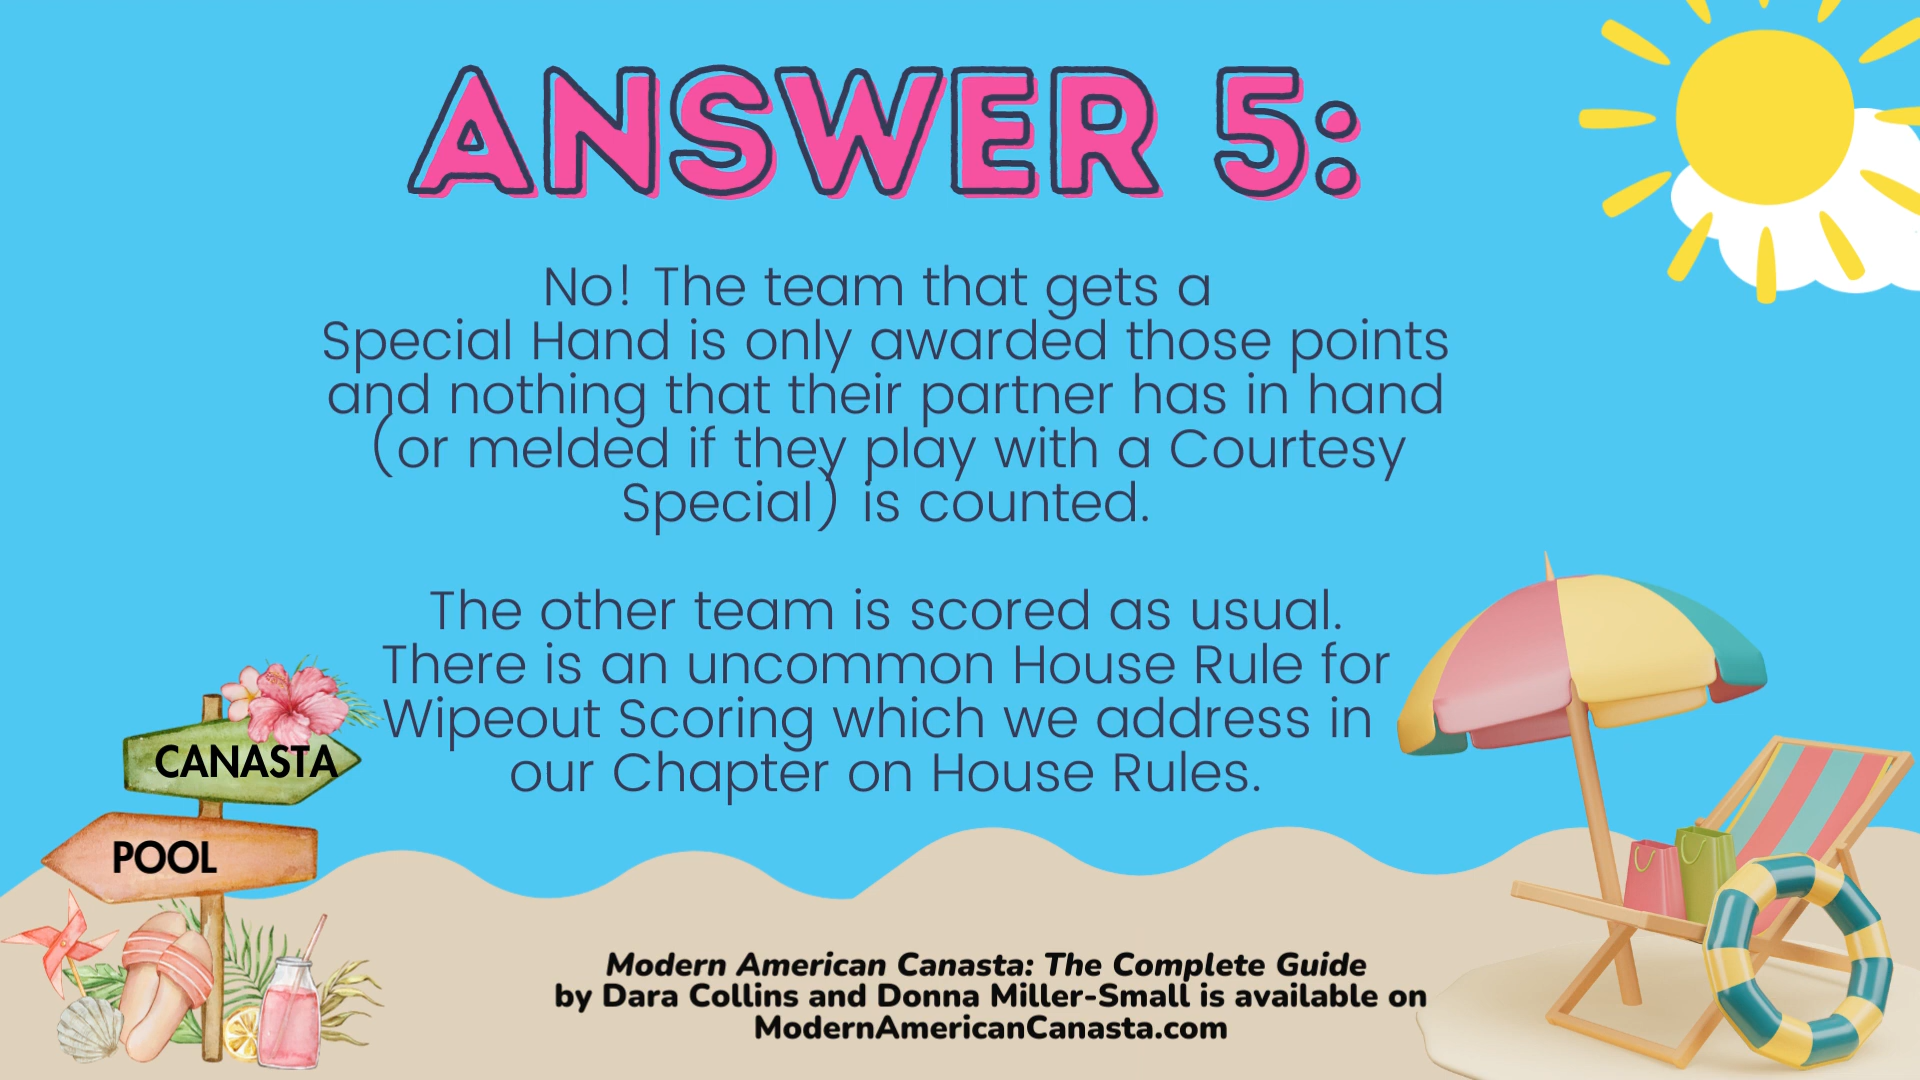 ANSWER 5:
No! The team that gets a
Special Hand is only awarded those points
and nothing that their partner has in hand
(or melded if they play with a Courtesy
Special) is counted.
The other team is scored as usual.
There is an uncommon House Rule for
Wipeout Scoring which we address in
our Chapter on House Rules.
CANASTA
POOL
Modern American Canasta: The Complete Guide
by Dara Collins and Donna Miller-Small is available on
ModernAmericanCanasta.com